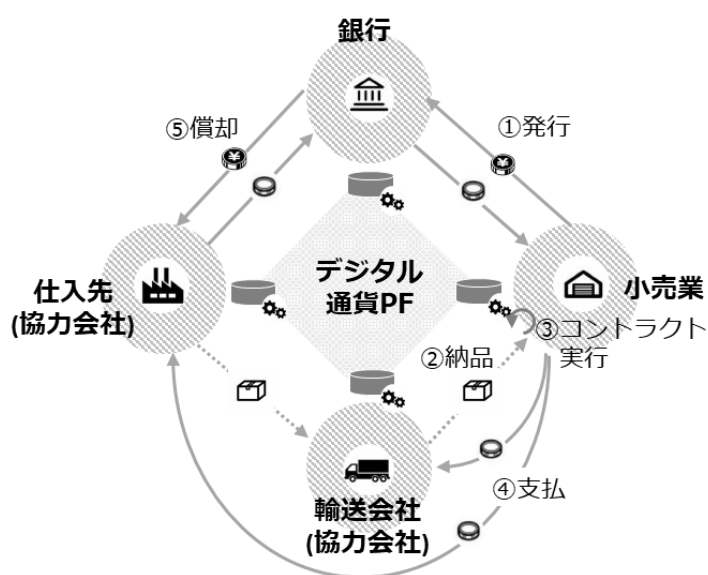 銀行
⑤償却
①発行
デジタル
通貨PF
仕入先
(協力会社)
小売業
②納品
③コントラクト
実行
④支払
輸送会社
(協力会社)